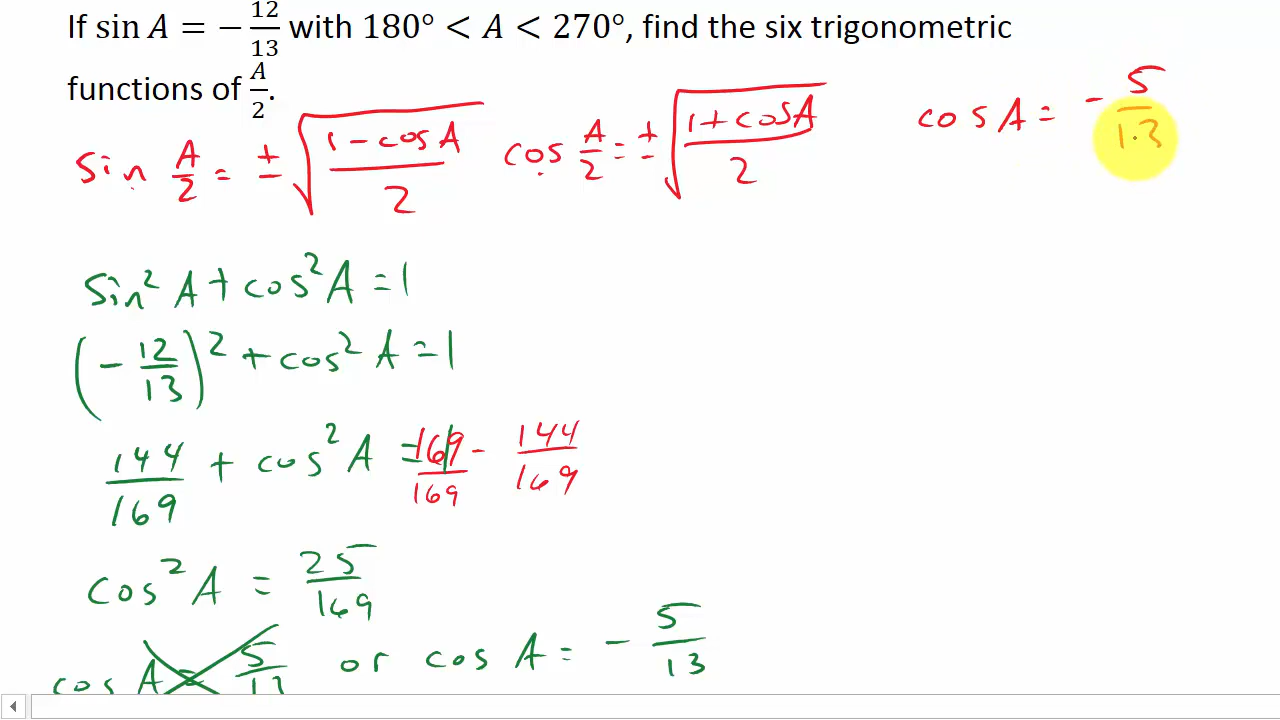 If sin A = −12/13 with 180° < A < 270°, find the six trigonometric
functions of A/2.
sin A/2 = ± √((1 - cos A)/2) cos A/2 = ± √((1 + cos A)/2) cos A = - 5/13
sin² A + cos² A = 1
(- 12/13)² + cos² A = 1
144/169 + cos² A = 169/169 - 144/169
cos² A = 25/169
cos A = 5/13 or cos A = - 5/13